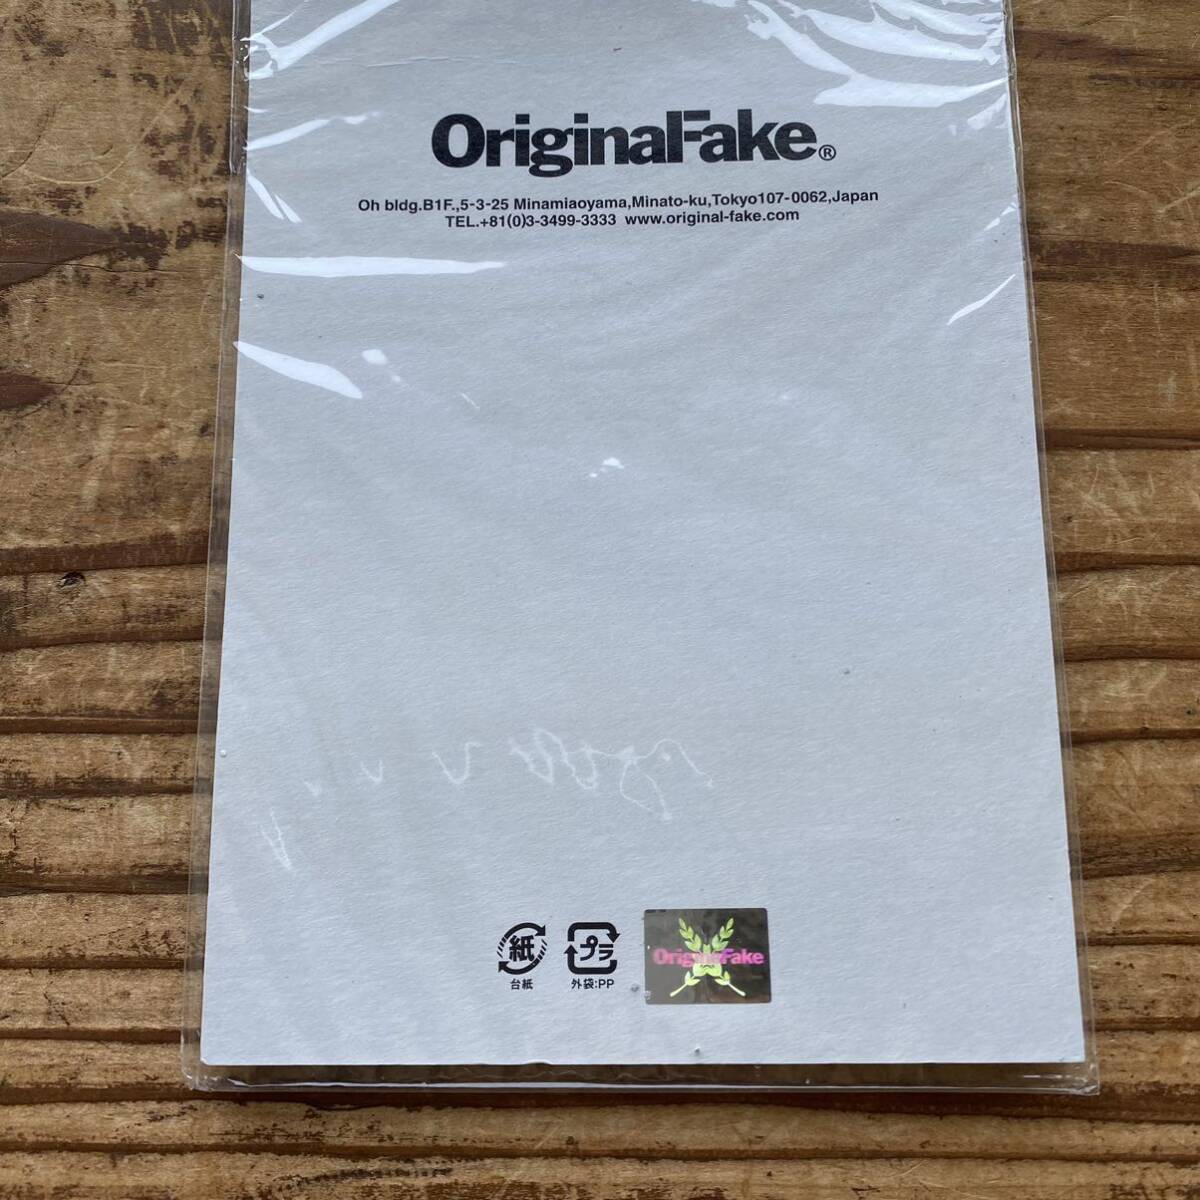 OriginalFake®
Oh bldg.B1F.,5-3-25 Minamiaoyama,Minato-ku,Tokyo107-0062,Japan
TEL.+81(0)3-3499-3333 www.original-fake.com
紙
台紙
プラ
外袋:PP
OriginalFake